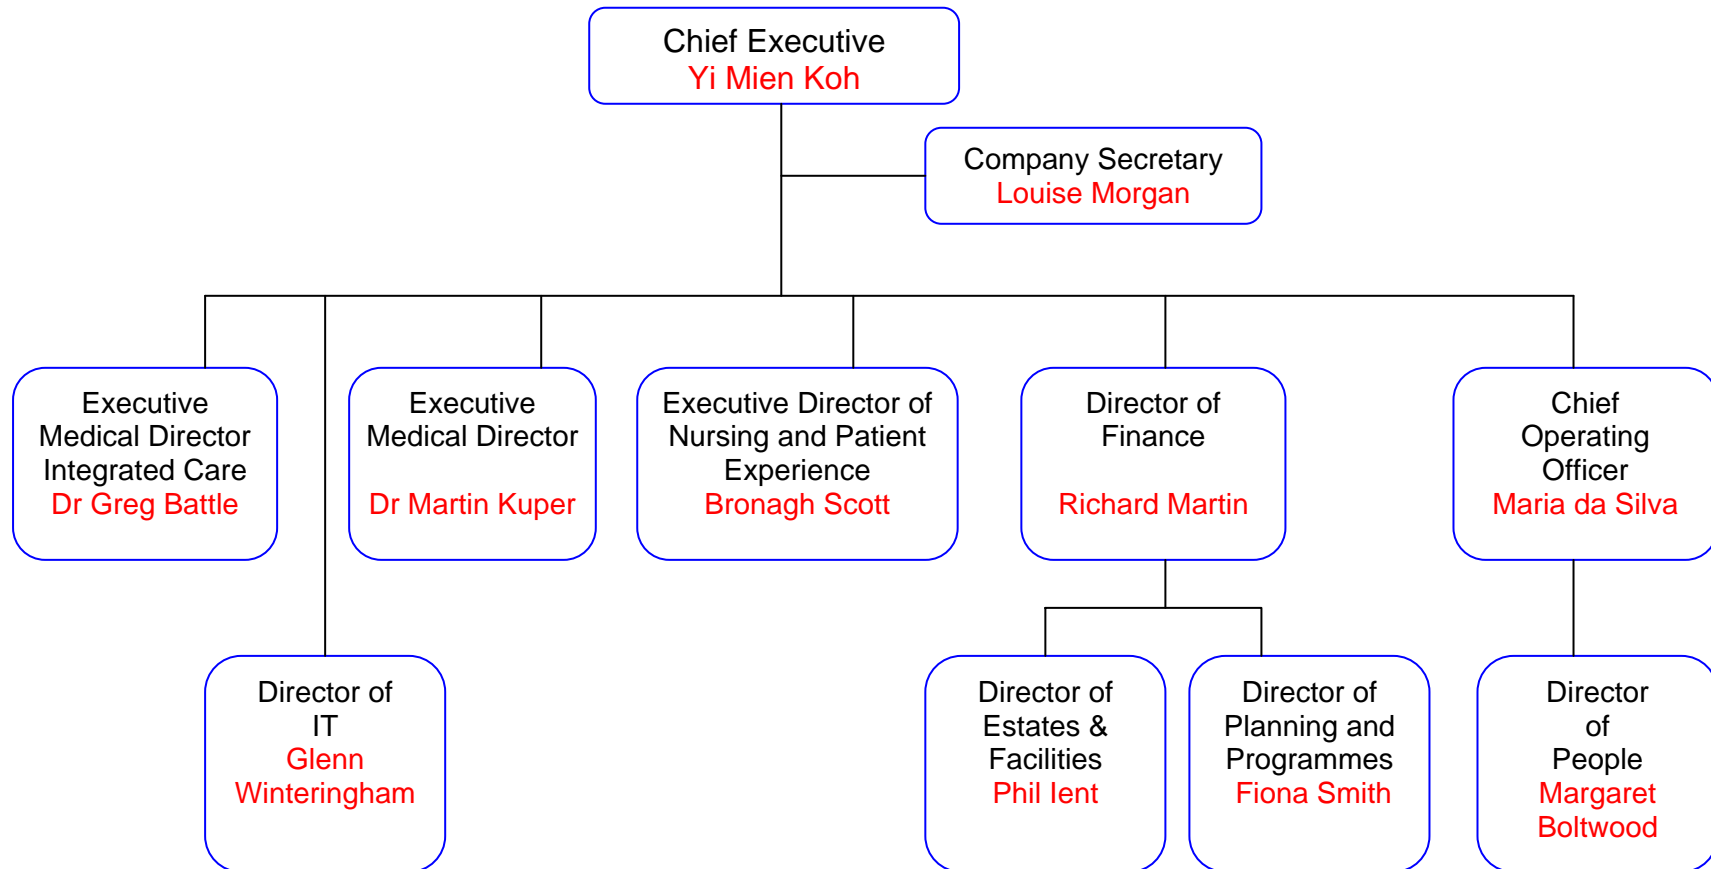 Chief Executive
Yi Mien Koh
Company Secretary
Louise Morgan
Executive
Medical Director
Integrated Care
Dr Greg Battle
Executive
Medical Director
Dr Martin Kuper
Executive Director of
Nursing and Patient
Experience
Bronagh Scott
Director of
Finance
Richard Martin
Chief
Operating
Officer
Maria da Silva
Director of
IT
Glenn
Winteringham
Director of
Estates &
Facilities
Phil Ient
Director of
Planning and
Programmes
Fiona Smith
Director
of
People
Margaret
Boltwood